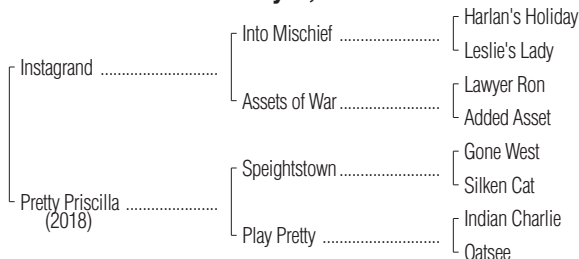 Harlan's Holiday
Into Mischief
Leslie's Lady
Instagrand
Lawyer Ron
Assets of War
Added Asset
Gone West
Speightstown
Silken Cat
Pretty Priscilla
(2018)
Indian Charlie
Play Pretty
Oatsee